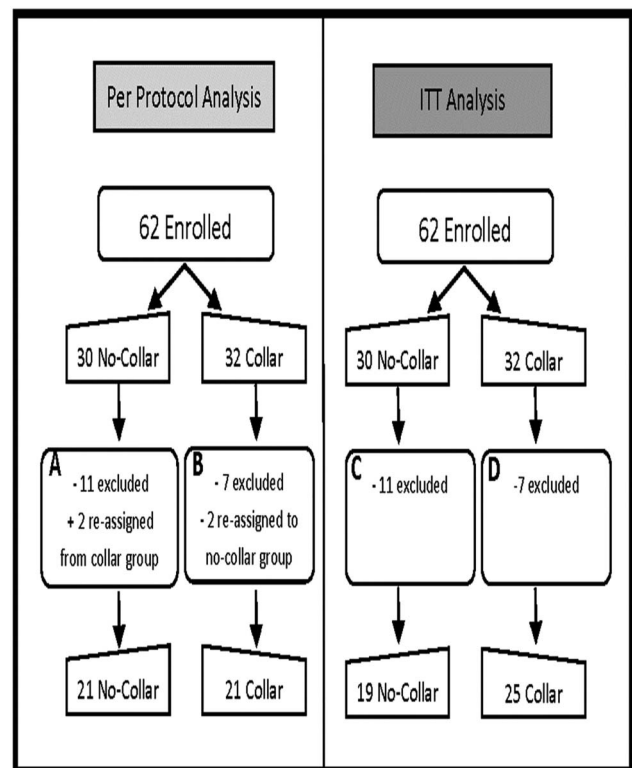 Per Protocol Analysis
62 Enrolled
30 No-Collar
32 Collar
A
- 11 excluded
+ 2 re-assigned
from collar group
B
- 7 excluded
- 2 re-assigned to
no-collar group
21 No-Collar
21 Collar
ITT Analysis
62 Enrolled
30 No-Collar
32 Collar
C
- 11 excluded
D
-7 excluded
19 No-Collar
25 Collar